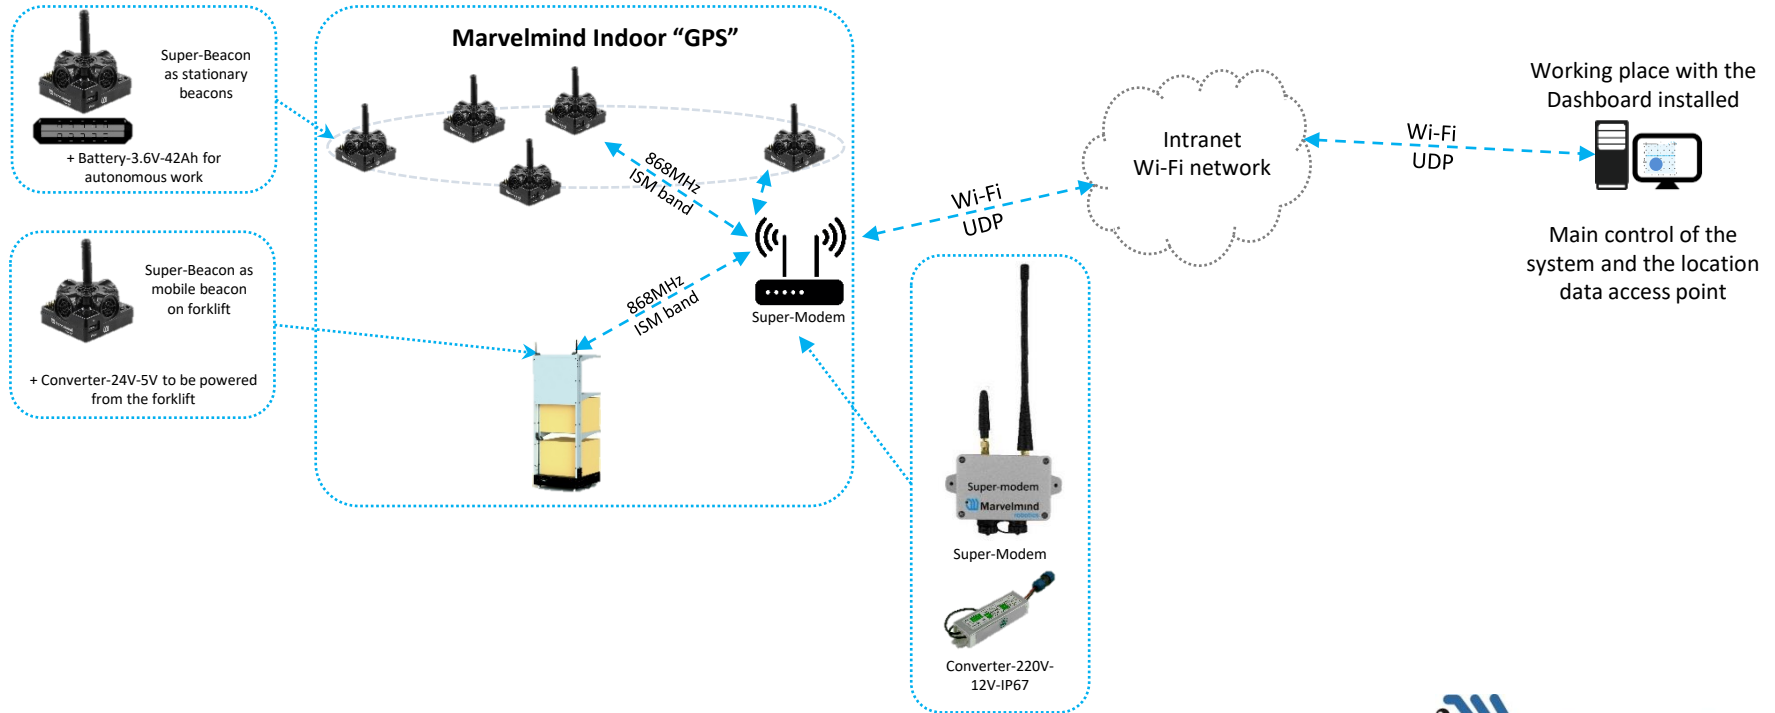 Marvelmind Indoor “GPS”
Super-Beacon
as stationary
beacons
+ Battery-3.6V-42Ah for
autonomous work
Super-Beacon as
mobile beacon
on forklift
+ Converter-24V-5V to be powered
from the forklift
868MHz
ISM band
868MHz
ISM band
Super-Modem
Wi-Fi
UDP
Intranet
Wi-Fi network
Wi-Fi
UDP
Working place with the
Dashboard installed
Main control of the
system and the location
data access point
Super-modem
Marvelmind
Super-Modem
Converter-220V-
12V-IP67